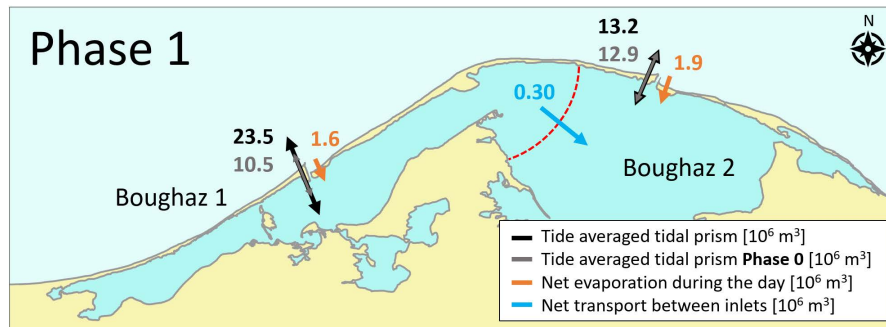 Phase 1
13.2
12.9
1.9
N
0.30
23.5
10.5
1.6
Boughaz 1
Boughaz 2
Tide averaged tidal prism [10⁶ m³]
Tide averaged tidal prism Phase 0 [10⁶ m³]
Net evaporation during the day [10⁶ m³]
Net transport between inlets [10⁶ m³]